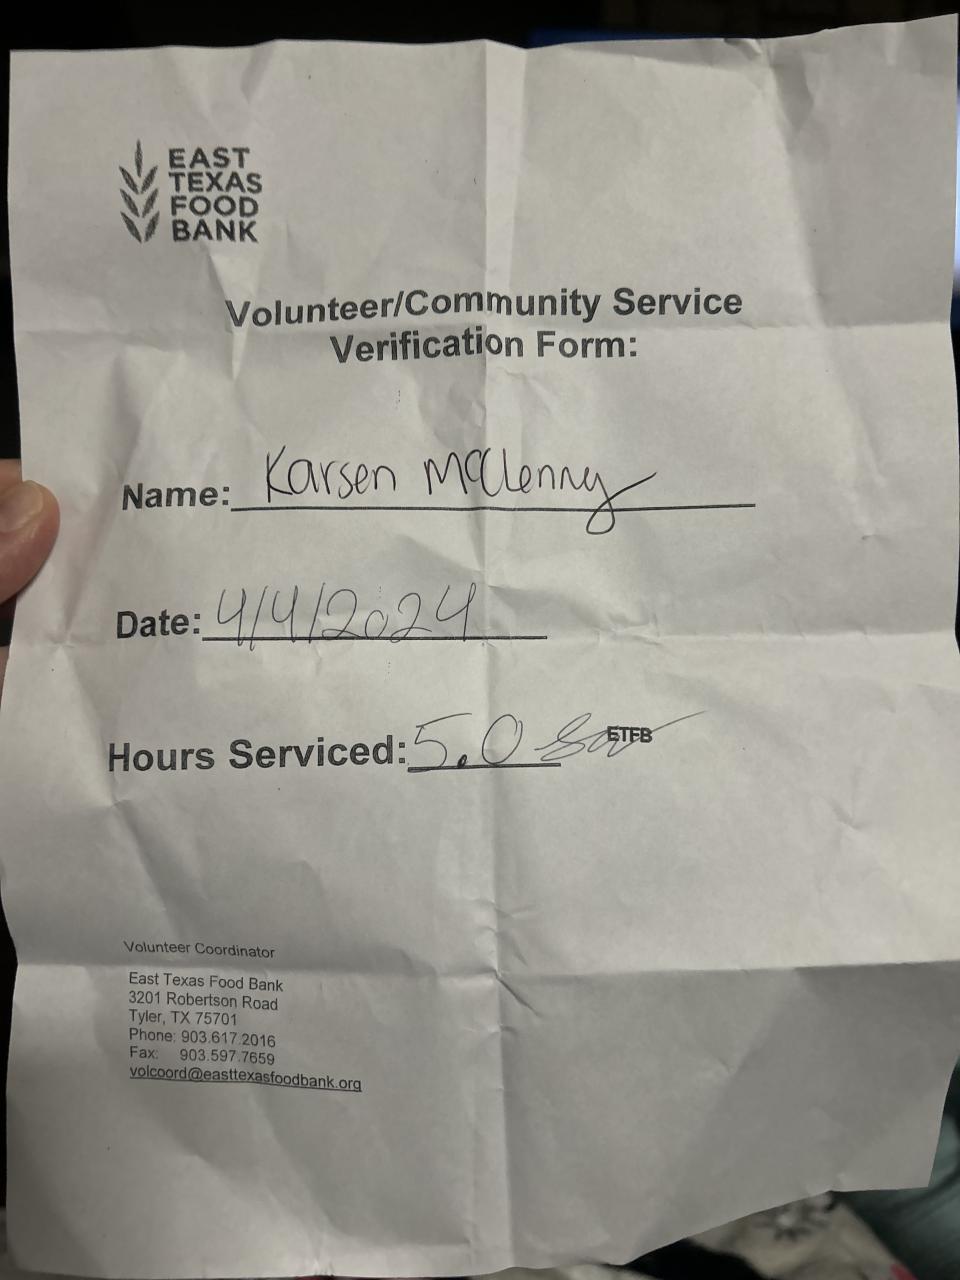 EAST
TEXAS
FOOD
BANK
Volunteer/Community Service
Verification Form:
Name: Karsen McClenny
Date: 4/4/2024
Hours Serviced: 5.0 ETFB
Volunteer Coordinator
East Texas Food Bank
3201 Robertson Road
Tyler, TX 75701
Phone: 903.617.2016
Fax: 903.597.7659
volcoord@easttexasfoodbank.org